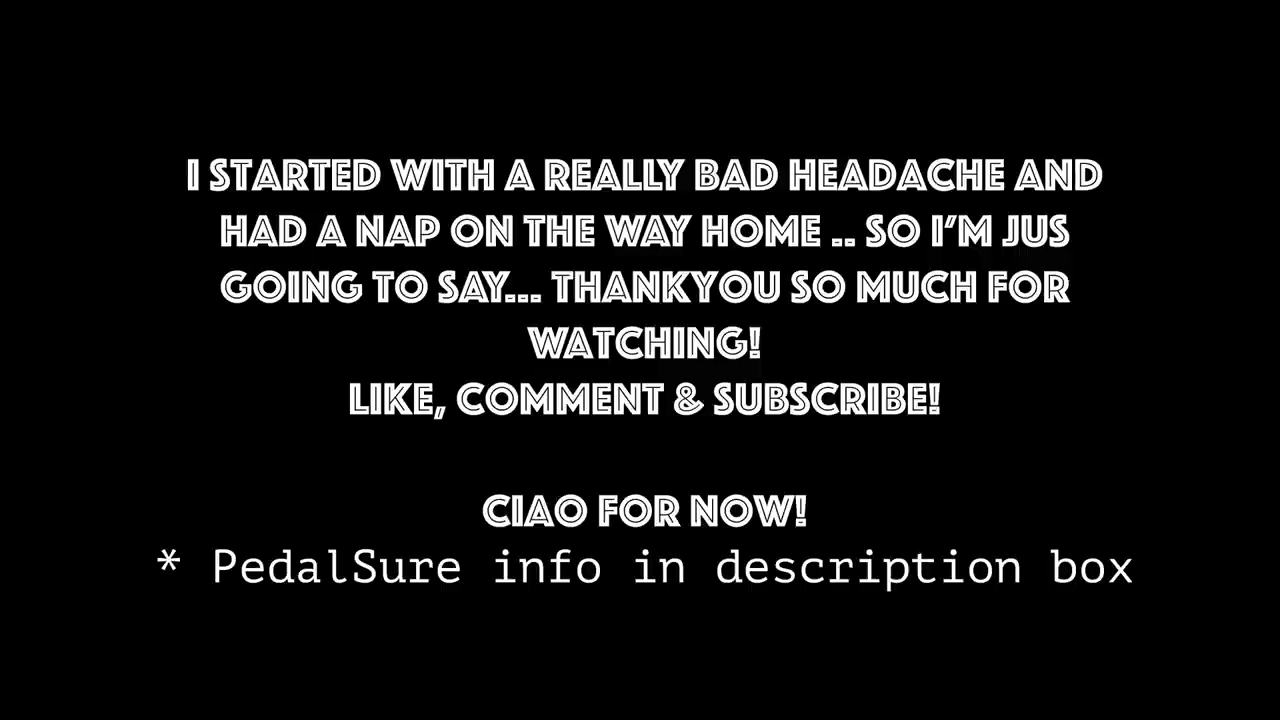 I STARTED WITH A REALLY BAD HEADACHE AND
HAD A NAP ON THE WAY HOME .. SO I'M JUS
GOING TO SAY... THANKYOU SO MUCH FOR
WATCHING!
LIKE, COMMENT & SUBSCRIBE!
CIAO FOR NOW!
* PedalSure info in description box